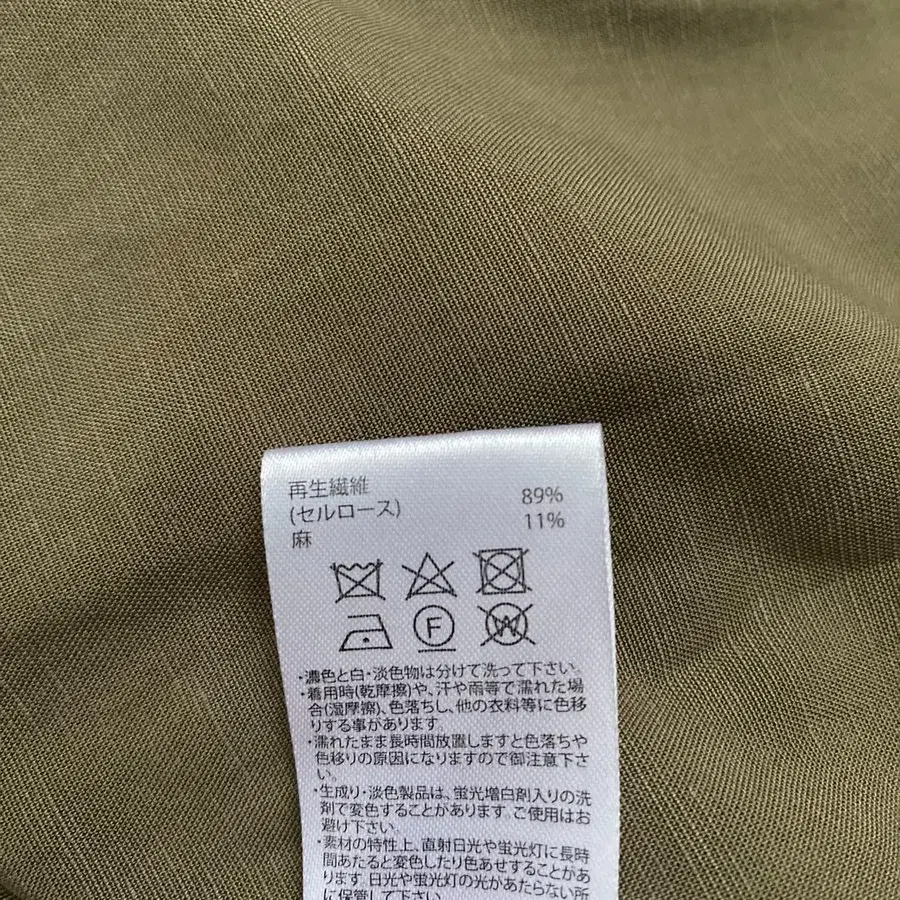 再生繊維
(セルロース) 89%
麻 11%
F
W
・濃色と白・淡色物は分けて洗って下さい。
・着用時(乾摩擦)や、汗や雨等で濡れた場
合(湿摩擦)、色落ちし、他の衣料等に色移
りする事があります。
・濡れたまま長時間放置しますと色落ちや
色移りの原因になりますので御注意下さ
い。
・生成り・淡色製品は、蛍光増白剤入りの洗
剤で変色することがあります。ご使用はお
避け下さい。
・素材の特性上、直射日光や蛍光灯に長時
間あたると変色したり色あせすることがあ
ります。日光や蛍光灯の光があたらない所
に保管して下さい。